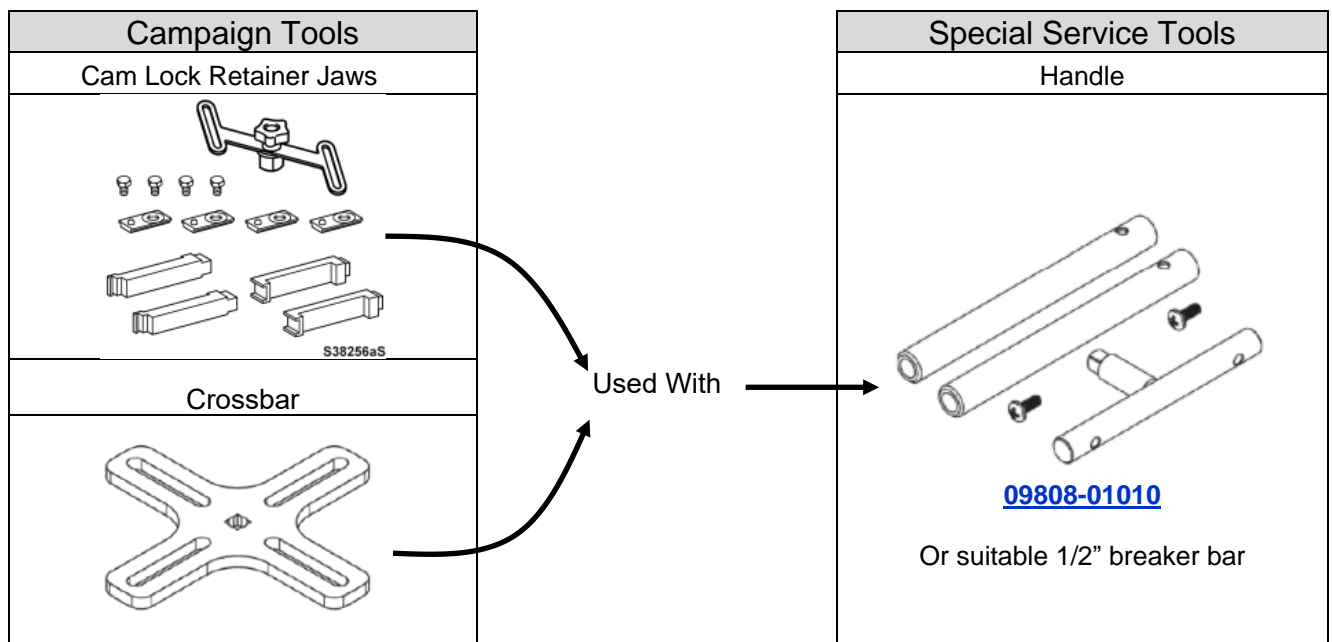 Campaign Tools
Cam Lock Retainer Jaws
S38256aS
Crossbar
Used With
Special Service Tools
Handle
09808-01010
Or suitable 1/2” breaker bar